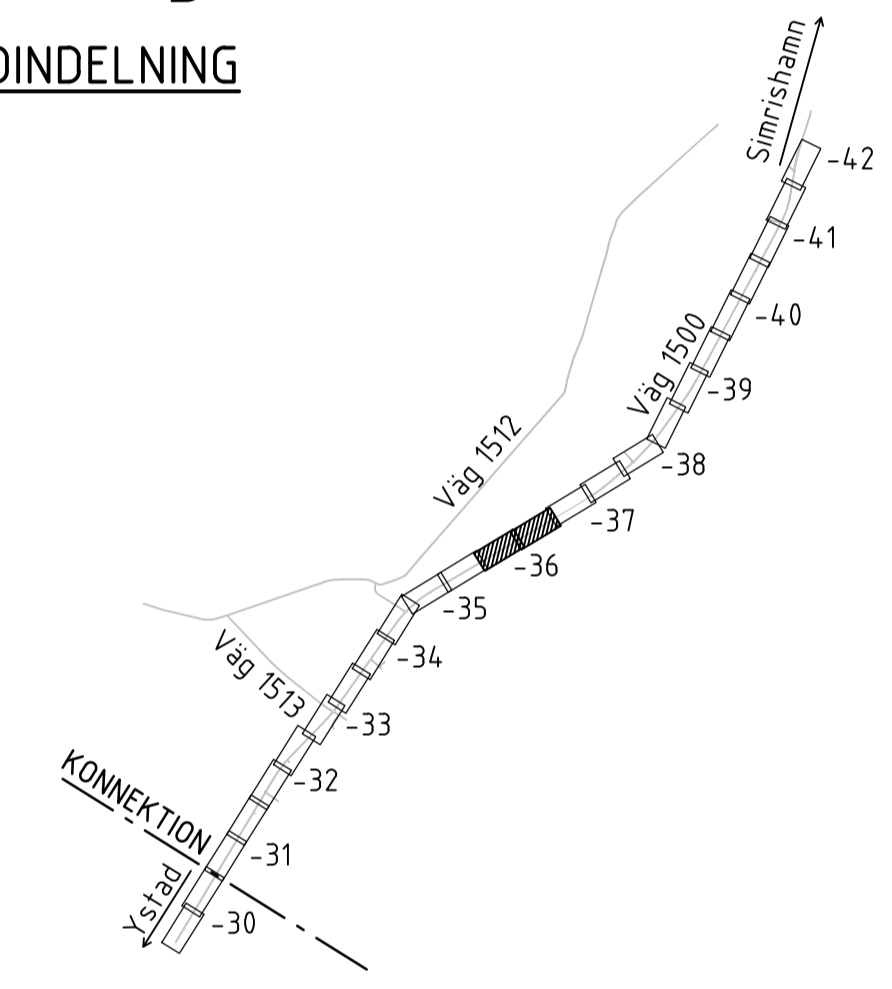 DINDELNING
Simrishamn
-42
-41
-40
Väg 1500
-39
Väg 1512
-38
-37
-36
-35
-34
Väg 1513
-33
-32
KONNEKTION
-31
Ystad
-30